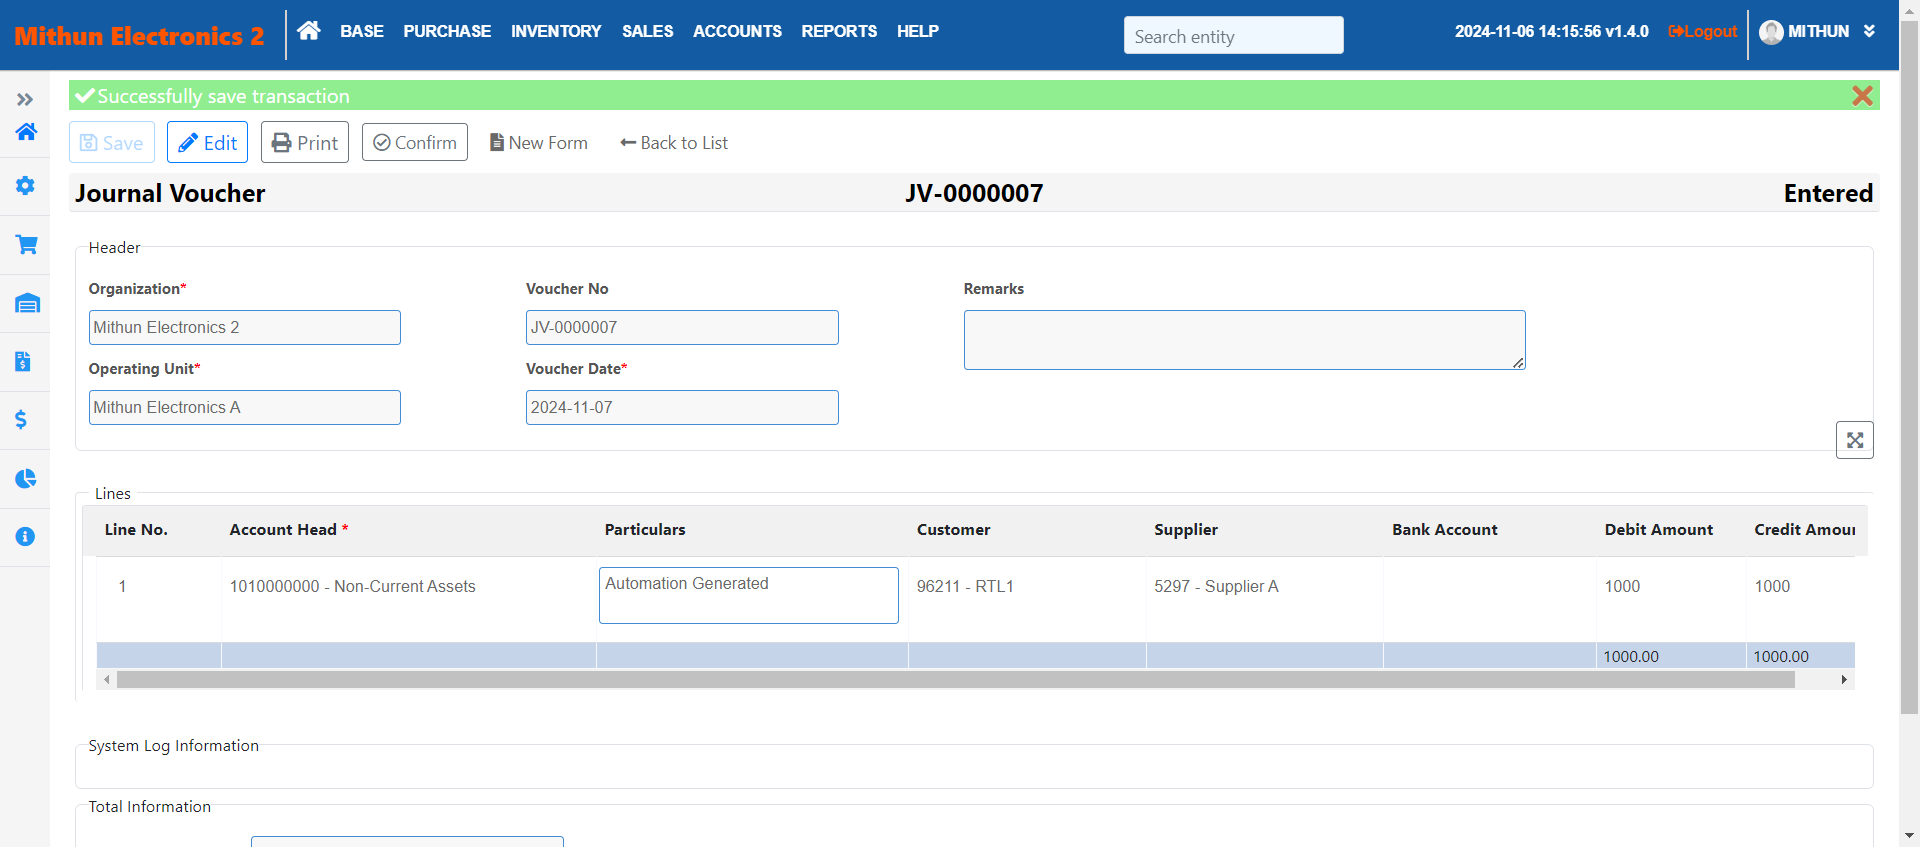 Mithun Electronics 2
BASE PURCHASE INVENTORY SALES ACCOUNTS REPORTS HELP
Search entity
2024-11-06 14:15:56 v1.4.0 Logout MITHUN
Successfully save transaction
Save Edit Print Confirm New Form Back to List
Journal Voucher JV-0000007 Entered
Header
Organization* Voucher No Remarks
Mithun Electronics 2 JV-0000007
Operating Unit* Voucher Date*
Mithun Electronics A 2024-11-07
Lines
Line No. Account Head * Particulars Customer Supplier Bank Account Debit Amount Credit Amour
1 1010000000 - Non-Current Assets Automation Generated 96211 - RTL1 5297 - Supplier A 1000 1000
1000.00 1000.00
System Log Information
Total Information